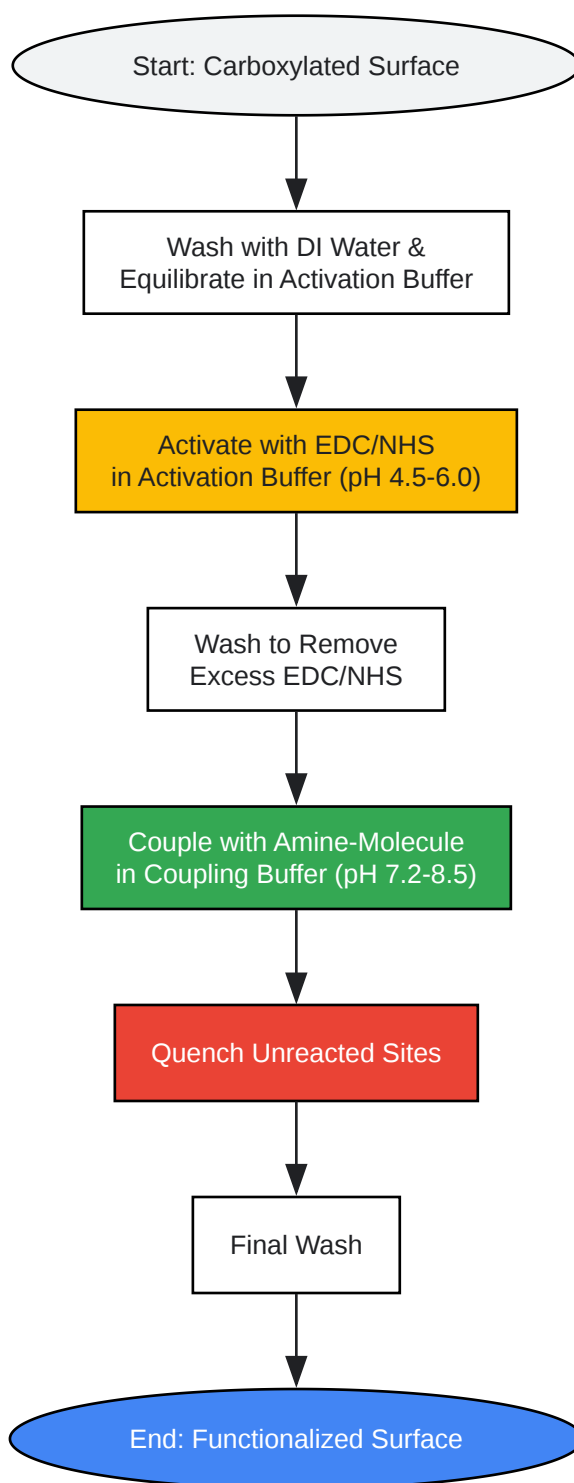 Start: Carboxylated Surface
Wash with DI Water &
Equilibrate in Activation Buffer
Activate with EDC/NHS
in Activation Buffer (pH 4.5-6.0)
Wash to Remove
Excess EDC/NHS
Couple with Amine-Molecule
in Coupling Buffer (pH 7.2-8.5)
Quench Unreacted Sites
Final Wash
End: Functionalized Surface